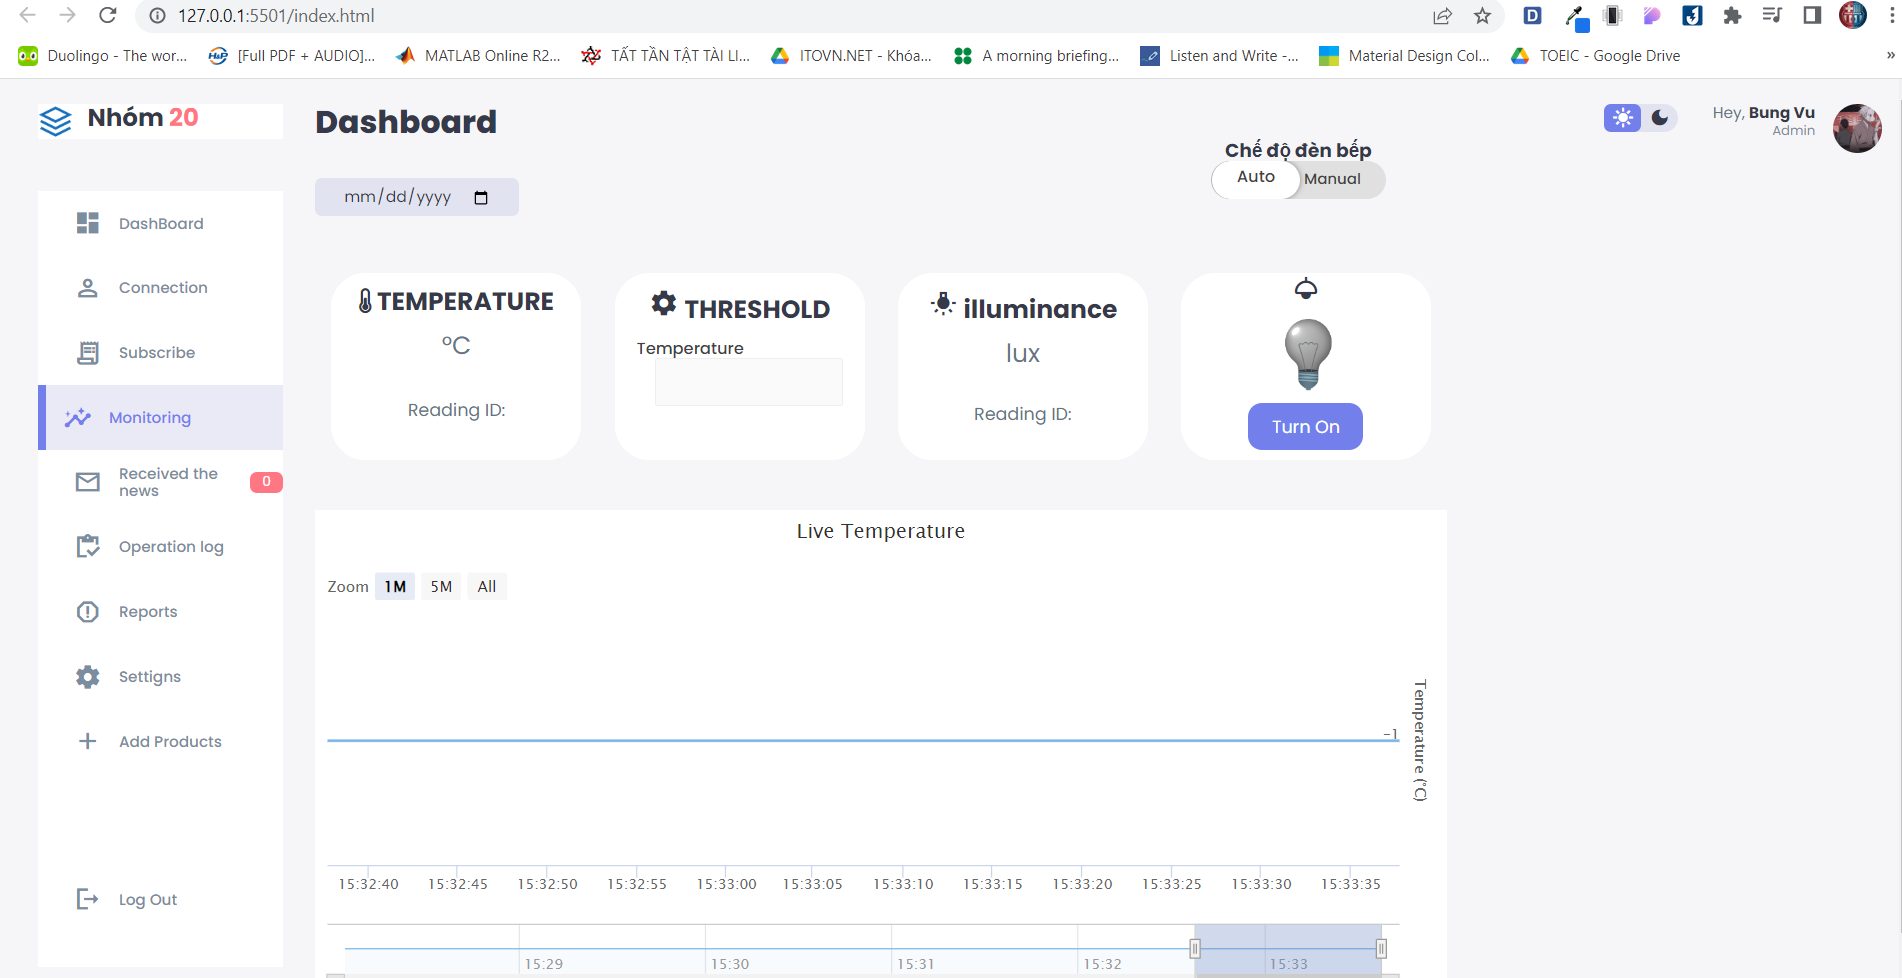 127.0.0.1:5501/index.html
Duolingo - The wor... [Full PDF + AUDIO]... MATLAB Online R2... TẤT TẦN TẬT TÀI LI... ITOVN.NET - Khóa... A morning briefing... Listen and Write -... Material Design Col... TOEIC - Google Drive »
Nhóm 20
Dashboard
Hey, Bung Vu
Admin
Chế độ đèn bếp
Auto Manual
mm/dd/yyyy
DashBoard
Connection
Subscribe
Monitoring
Received the
news
0
Operation log
Reports
Settigns
Add Products
Log Out
TEMPERATURE
°C
Reading ID:
THRESHOLD
Temperature
illuminance
lux
Reading ID:
Turn On
Live Temperature
Zoom 1M 5M All
-1
Temperature (°C)
15:32:40 15:32:45 15:32:50 15:32:55 15:33:00 15:33:05 15:33:10 15:33:15 15:33:20 15:33:25 15:33:30 15:33:35
15:29 15:30 15:31 15:32 15:33